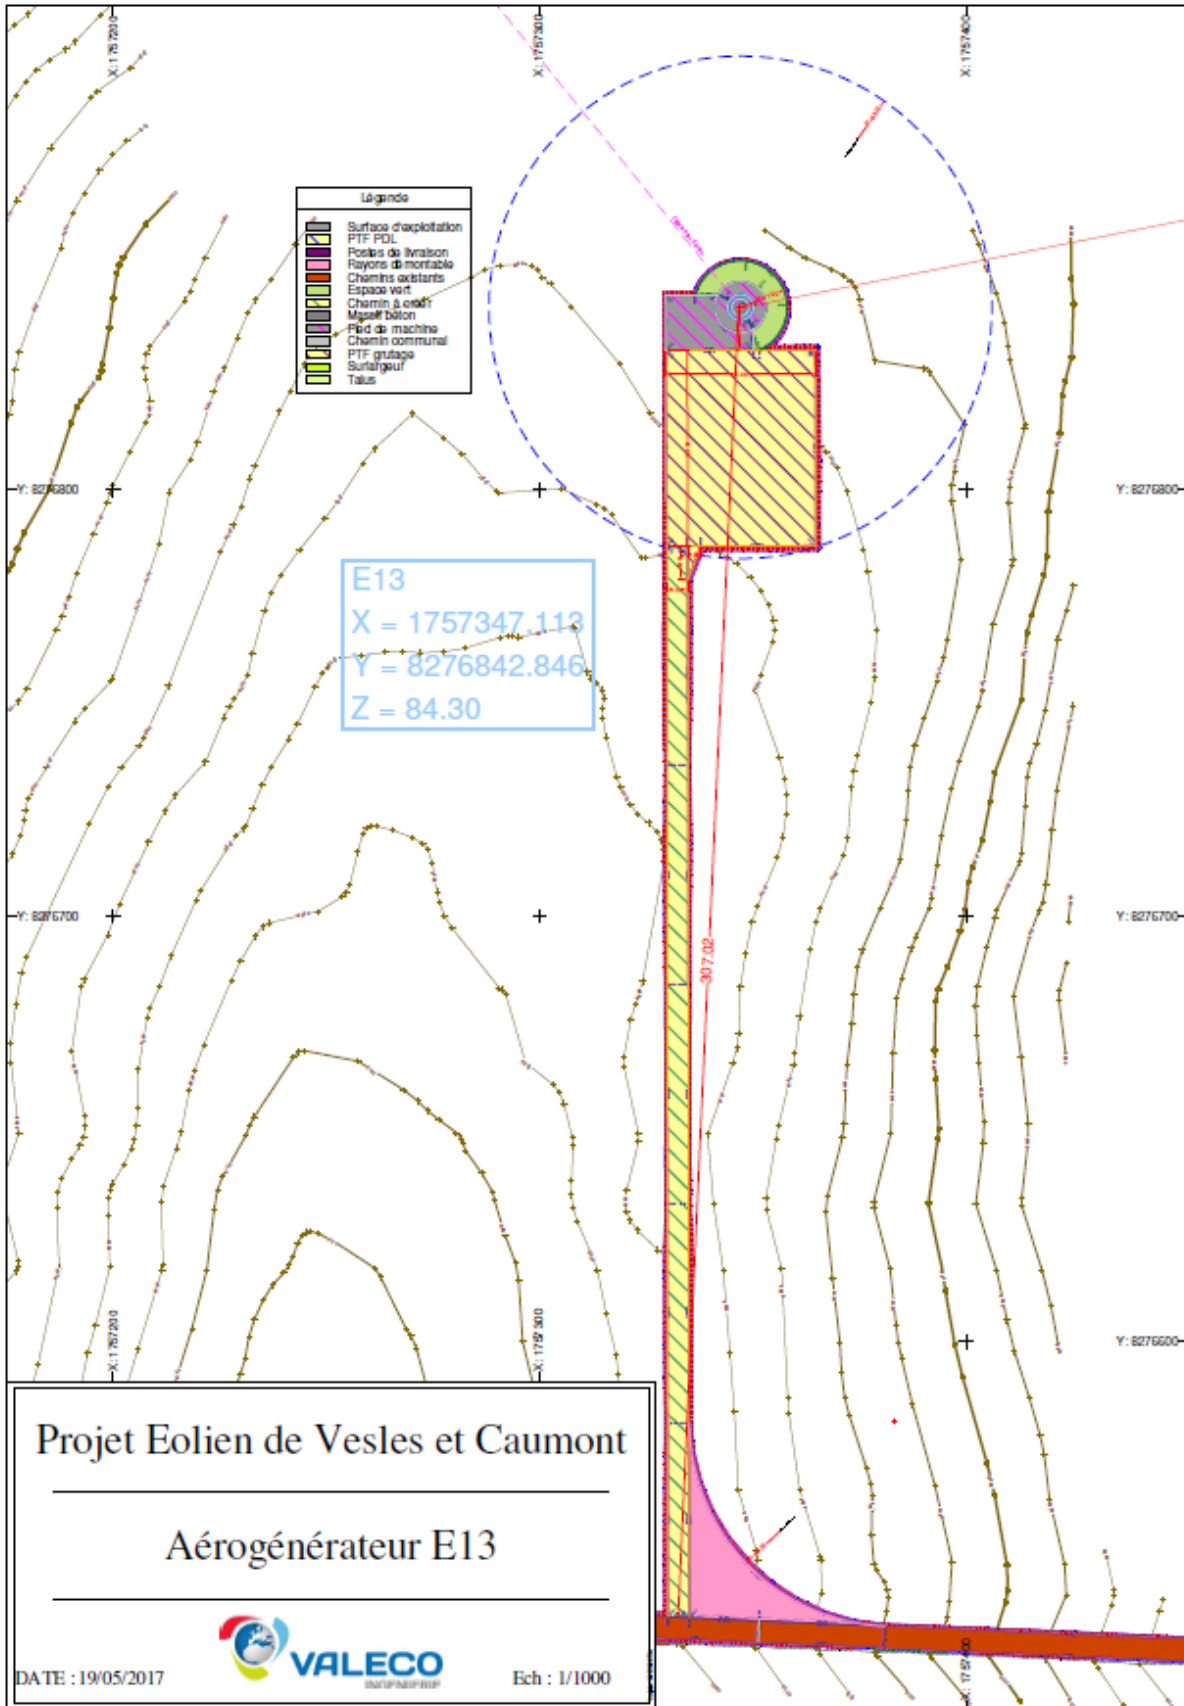 X: 1757200
X: 1757300
X: 1757400
Légende
Surface d'exploitation
PTF PDL
Postes de livraison
Rayons démontable
Chemins existants
Espace vert
Chemin à créer
Massif béton
Pied de machine
Chemin communal
PTF grutage
Surlargeur
Talus
Y: 8276800
Y: 8276800
E13
X = 1757347.113
Y = 8276842.846
Z = 84.30
Y: 8276700
Y: 8276700
307.02
X: 1757200
X: 1757300
Y: 8276600
Projet Eolien de Vesles et Caumont
Aérogénérateur E13
VALECO
INGENIERIE
DATE : 19/05/2017
Ech : 1/1000
X: 1757400